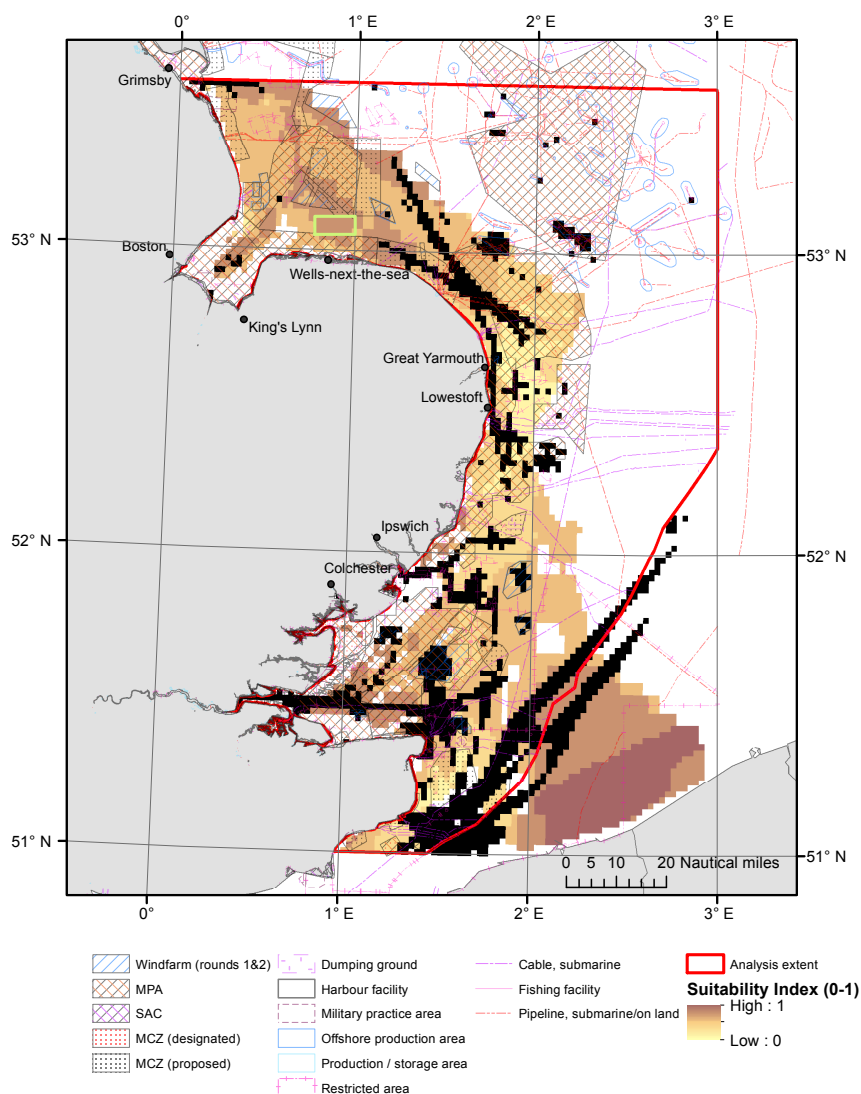 0° 1° E 2° E 3° E
Grimsby
53° N 53° N
Boston
Wells-next-the-sea
King's Lynn
Great Yarmouth
Lowestoft
52° N 52° N
Ipswich
Colchester
51° N 51° N
0 5 10 20 Nautical miles
0° 1° E 2° E 3° E
Windfarm (rounds 1&2)
MPA
SAC
MCZ (designated)
MCZ (proposed)
Dumping ground
Harbour facility
Military practice area
Offshore production area
Production / storage area
Restricted area
Cable, submarine
Fishing facility
Pipeline, submarine/on land
Analysis extent
Suitability Index (0-1)
High : 1
Low : 0